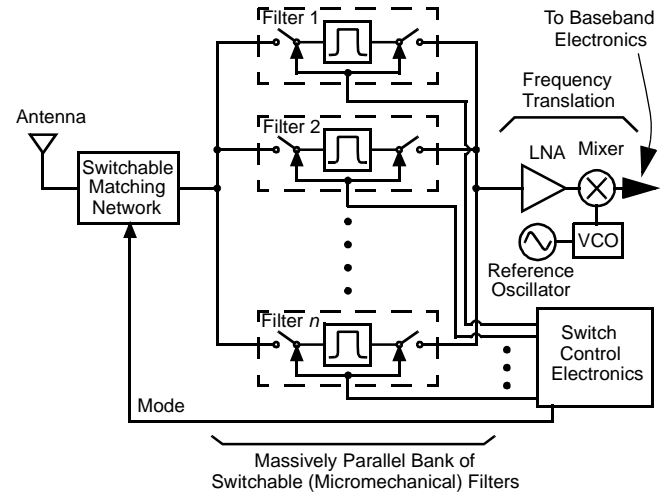 Filter 1
To Baseband
Electronics
Frequency
Translation
Antenna
Filter 2
LNA
Mixer
Switchable
Matching
Network
VCO
Reference
Oscillator
Filter n
Switch
Control
Electronics
Mode
Massively Parallel Bank of
Switchable (Micromechanical) Filters